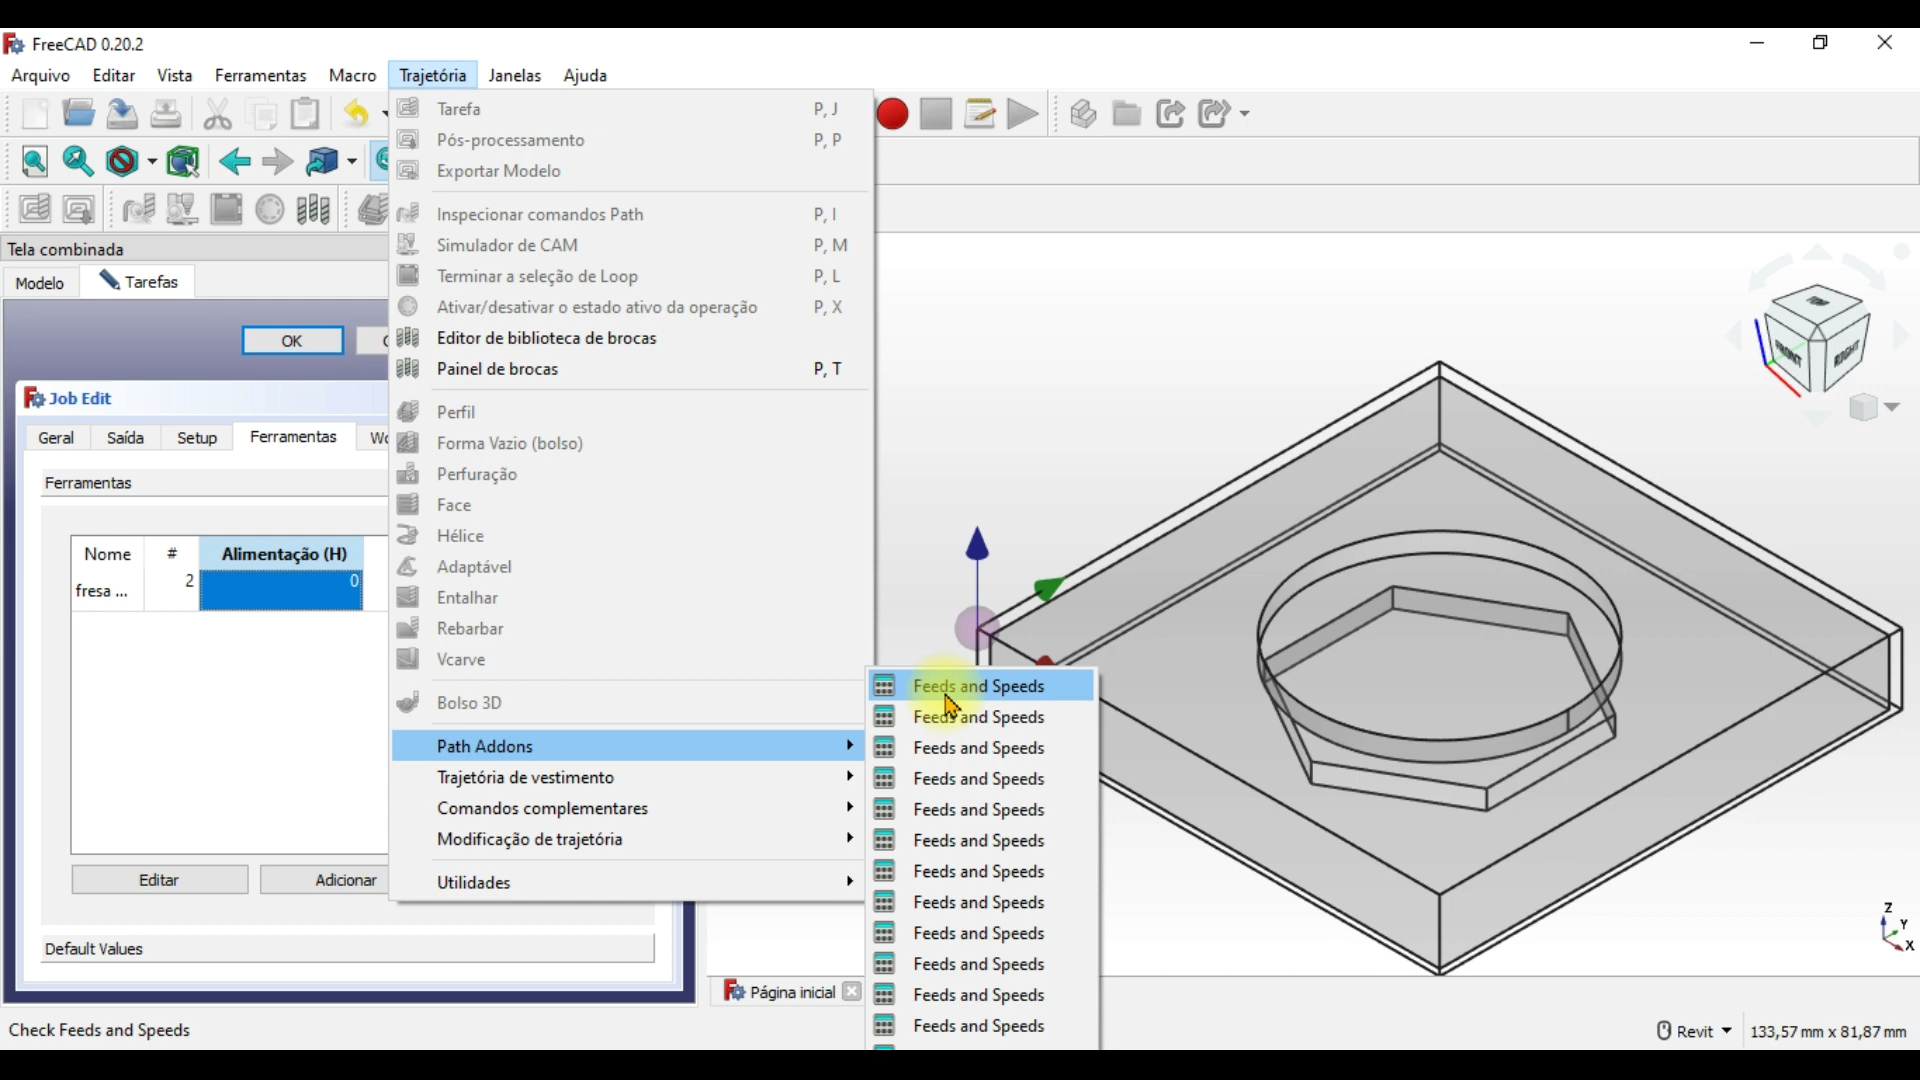 FreeCAD 0.20.2
Arquivo Editar Vista Ferramentas Macro Trajetória Janelas Ajuda
Tarefa P, J
Pós-processamento P, P
Exportar Modelo
Inspecionar comandos Path P, I
Simulador de CAM P, M
Terminar a seleção de Loop P, L
Ativar/desativar o estado ativo da operação P, X
Editor de biblioteca de brocas
Painel de brocas P, T
Perfil
Forma Vazio (bolso)
Perfuração
Face
Hélice
Adaptável
Entalhar
Rebarbar
Vcarve
Bolso 3D
Path Addons
Trajetória de vestimento
Comandos complementares
Modificação de trajetória
Utilidades
Feeds and Speeds
Feeds and Speeds
Feeds and Speeds
Feeds and Speeds
Feeds and Speeds
Feeds and Speeds
Feeds and Speeds
Feeds and Speeds
Feeds and Speeds
Feeds and Speeds
Feeds and Speeds
Feeds and Speeds
Tela combinada
Modelo Tarefas
OK
Job Edit
Geral Saída Setup Ferramentas
Ferramentas
Nome # Alimentação (H)
fresa ... 2 0
Editar Adicionar
Default Values
TOP
FRONT RIGHT
Z
Y
X
Página inicial
Check Feeds and Speeds
Revit 133,57 mm x 81,87 mm